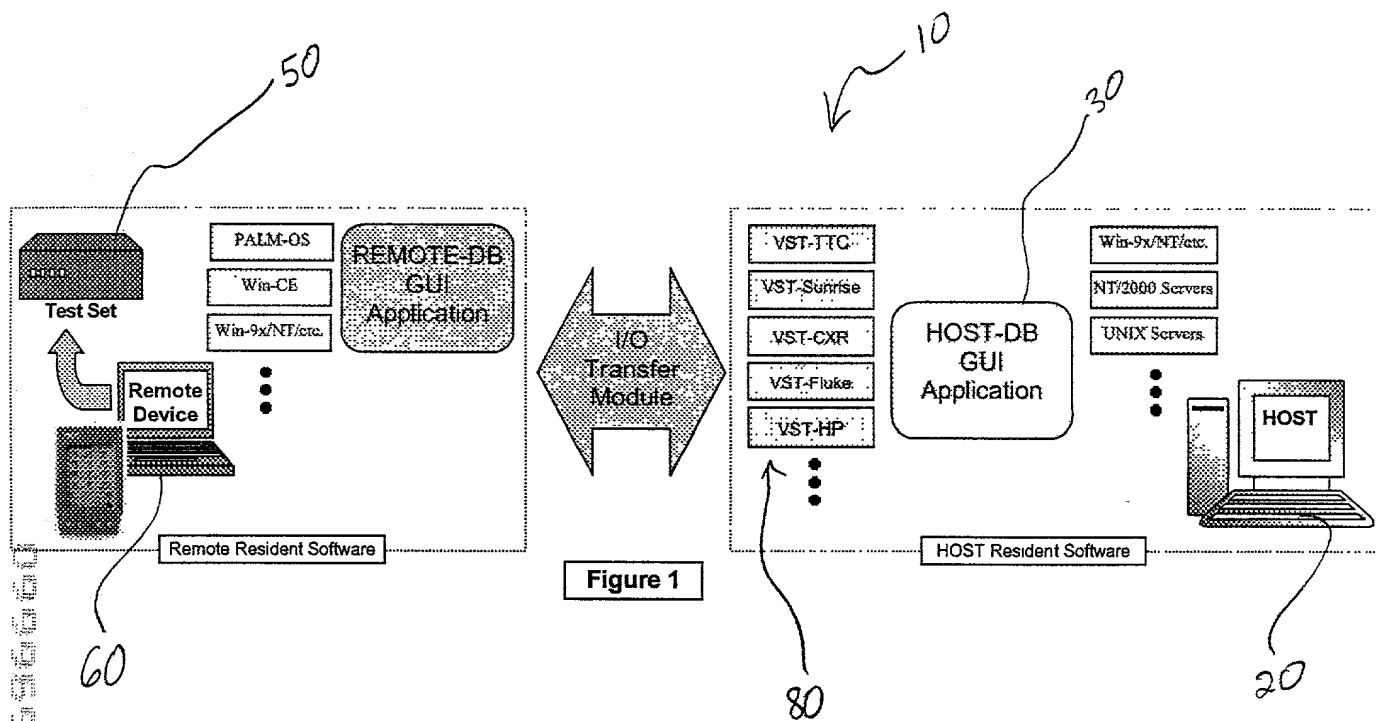 10
50
30
PALM-OS
Win-CE
Win-9x/NT/etc.
REMOTE-DB
GUI
Application
Test Set
Remote
Device
Remote Resident Software
60
I/O
Transfer
Module
VST-TTC
VST-Sunrise
VST-CXR
VST-Fluke
VST-HP
HOST-DB
GUI
Application
Win-9x/NT/etc.
NT/2000 Servers
UNIX Servers
HOST
HOST Resident Software
Figure 1
80
20